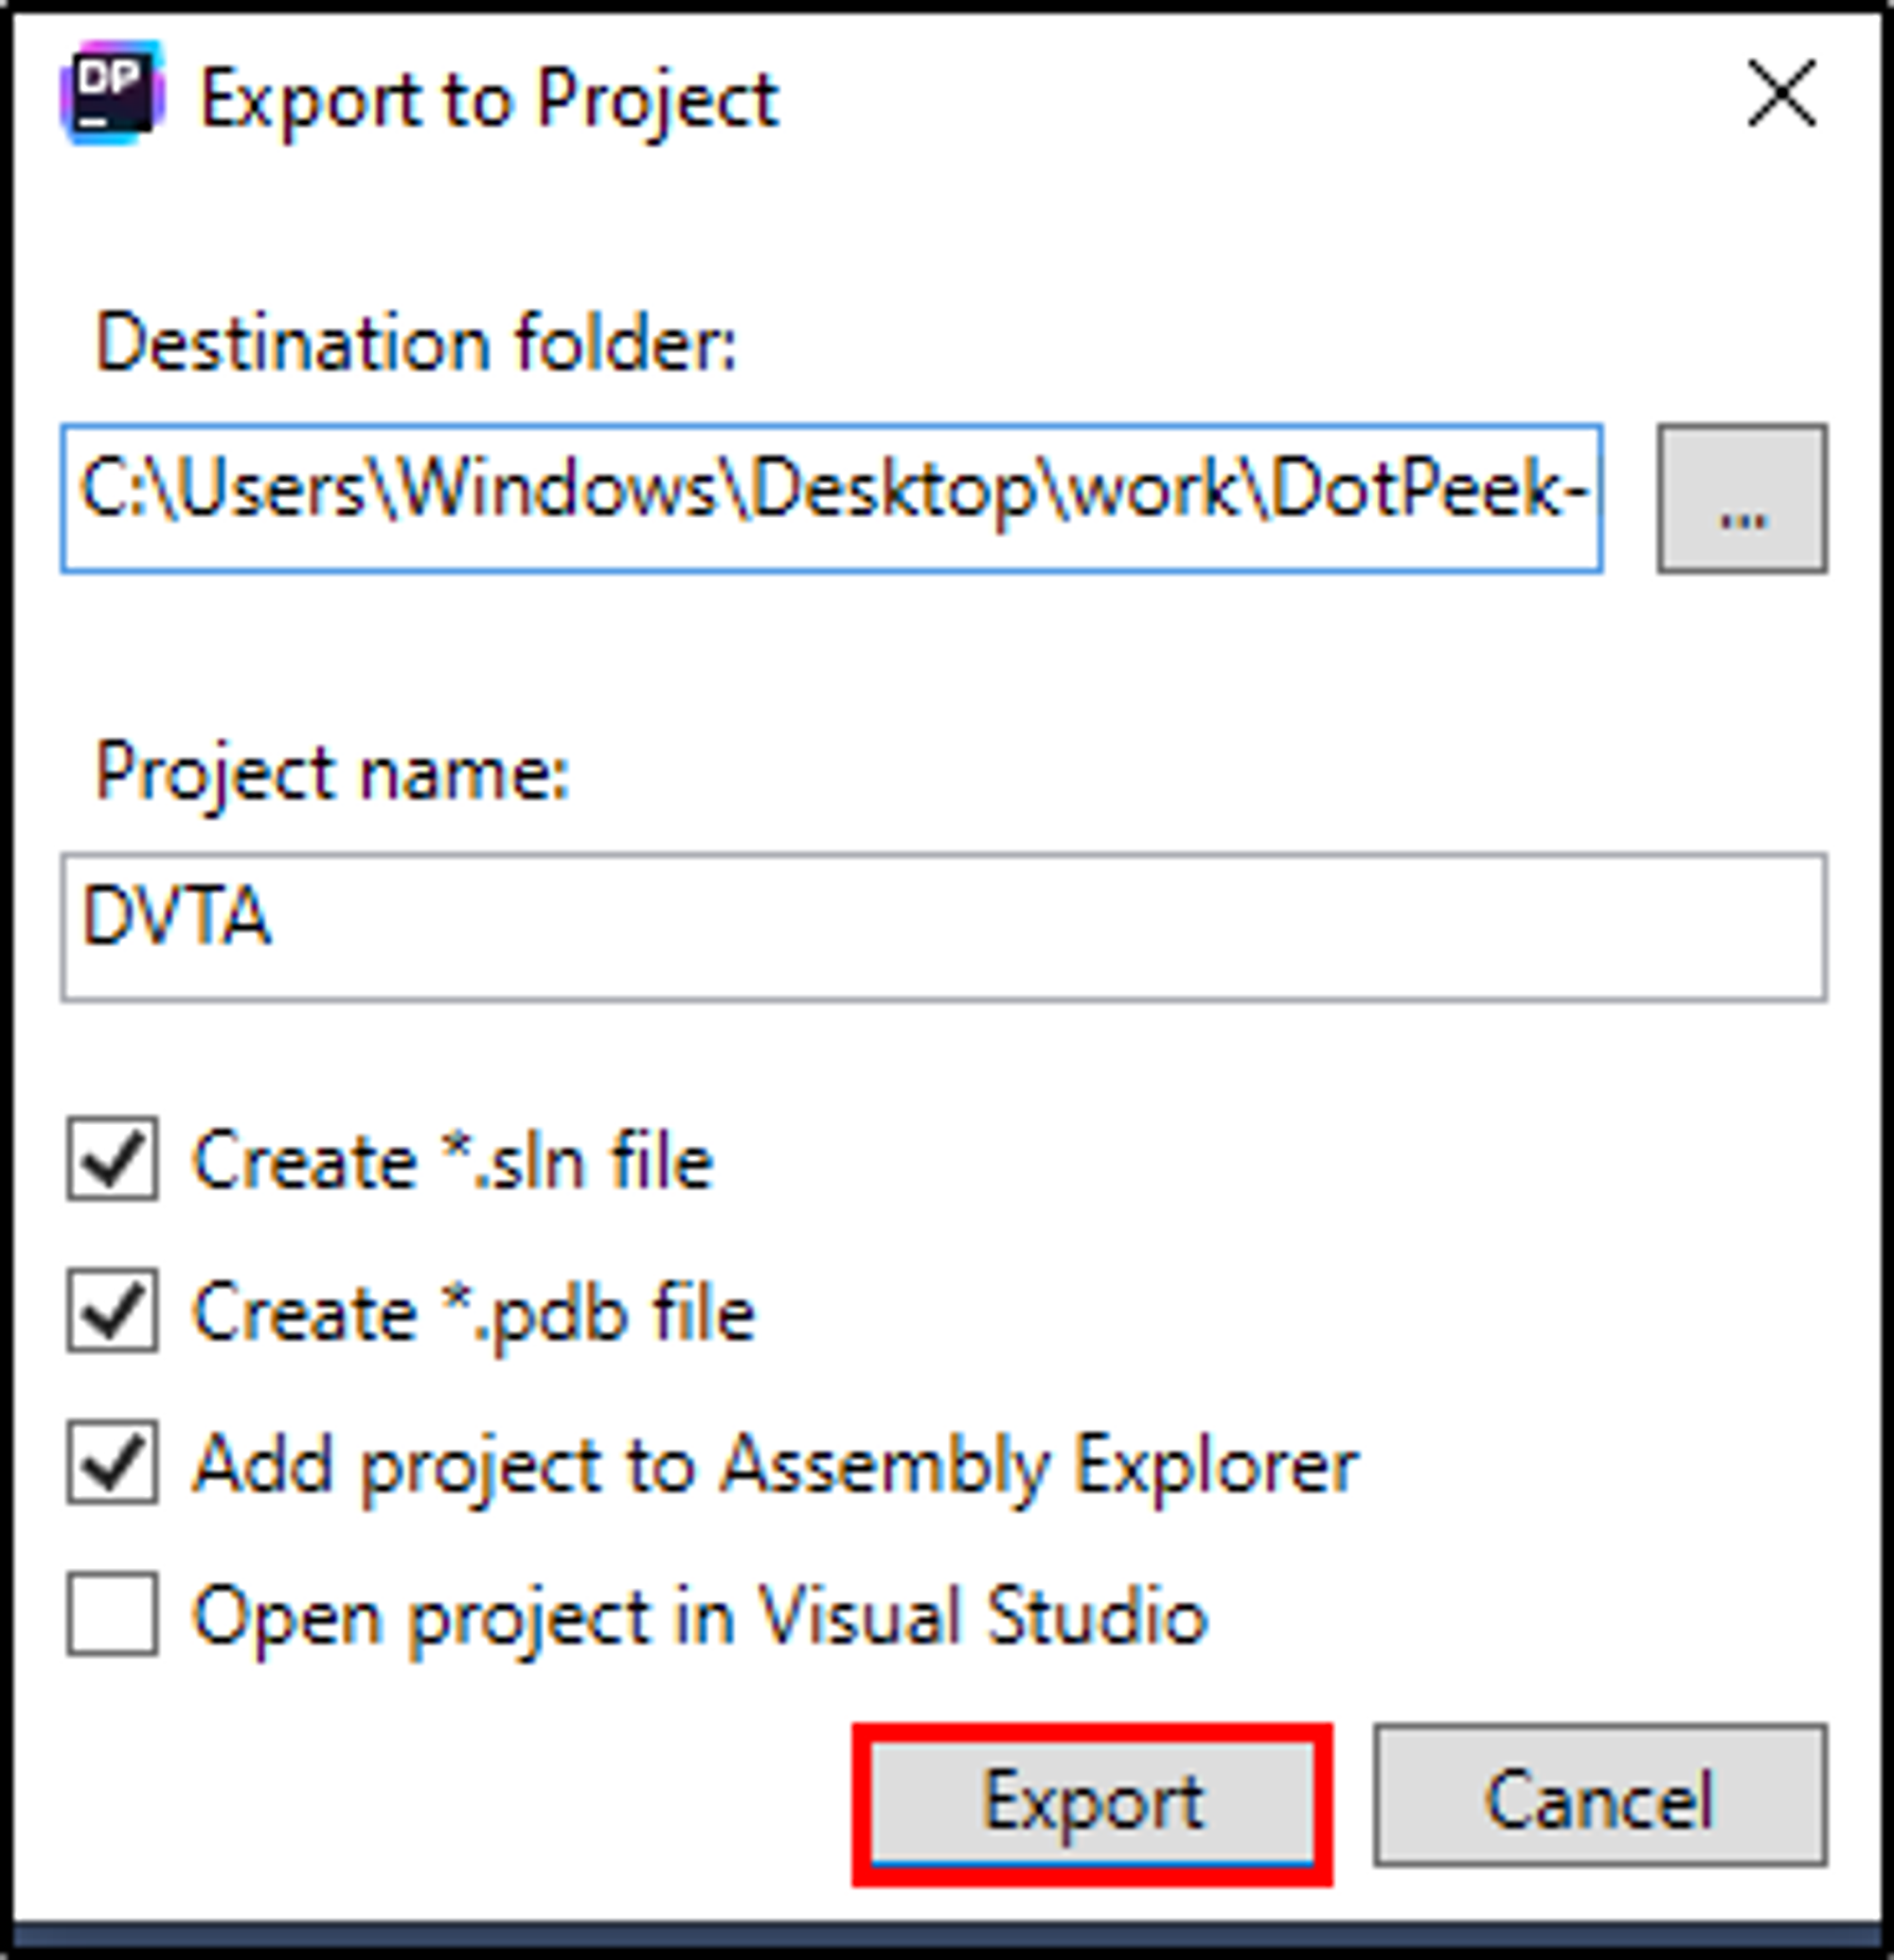 DP
Export to Project
Destination folder:
C:\Users\Windows\Desktop\work\DotPeek-
...
Project name:
DVTA
Create *.sln file
Create *.pdb file
Add project to Assembly Explorer
Open project in Visual Studio
Export Cancel